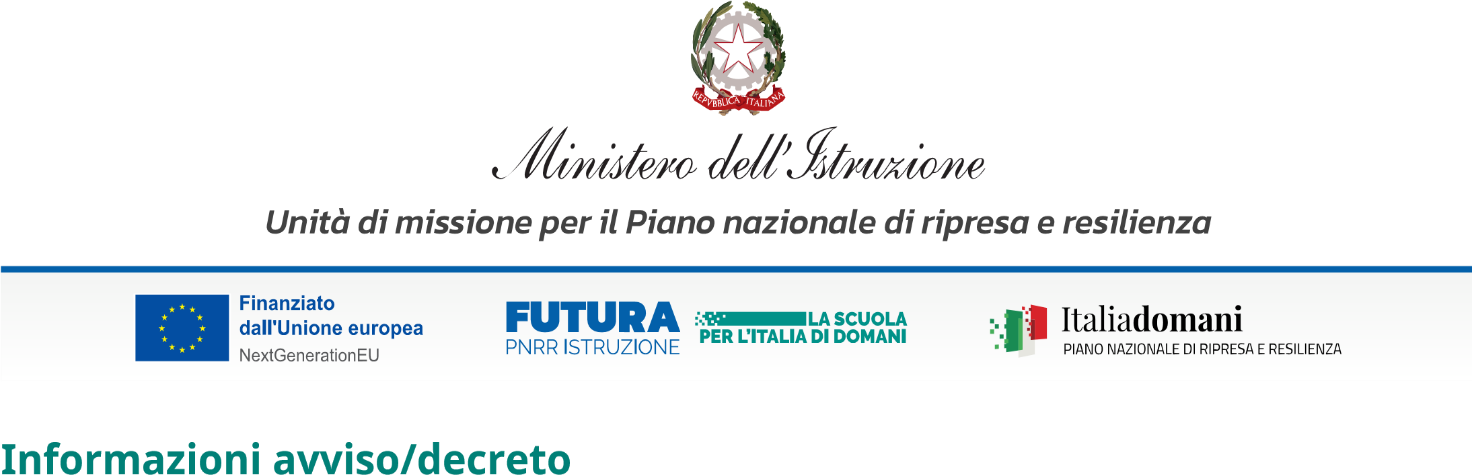 REPVBBLICA ITALIANA
Ministero dell'Istruzione
Unità di missione per il Piano nazionale di ripresa e resilienza
Finanziato
dall'Unione europea
NextGenerationEU
FUTURA
PNRR ISTRUZIONE
LA SCUOLA
PER L'ITALIA DI DOMANI
Italiadomani
PIANO NAZIONALE DI RIPRESA E RESILIENZA
Informazioni avviso/decreto